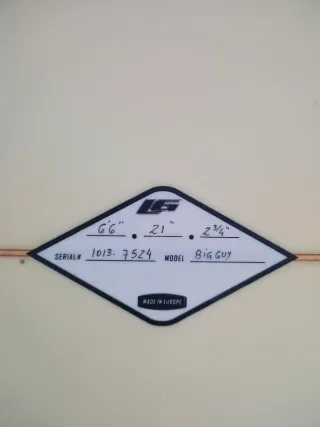 LG
6'6" • 21" • 2 3/4"
SERIAL# 1013-7524 MODEL BIG GUY
MADE IN EUROPE